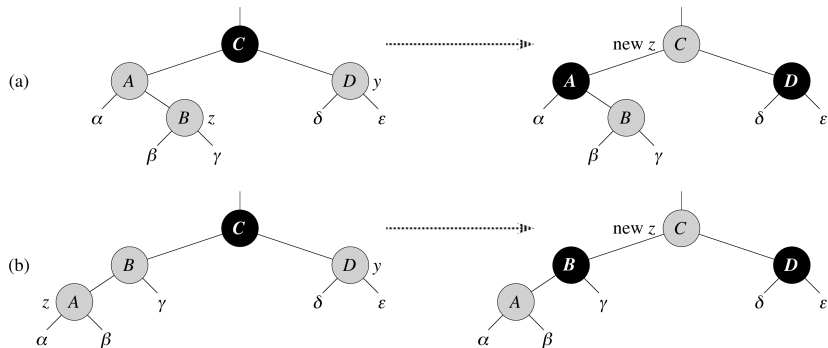 C
new z C
(a) A D y A D
α B z δ ε α B δ ε
β γ β γ
C
new z C
(b) B D y B D
z A γ δ ε A γ δ ε
α β α β